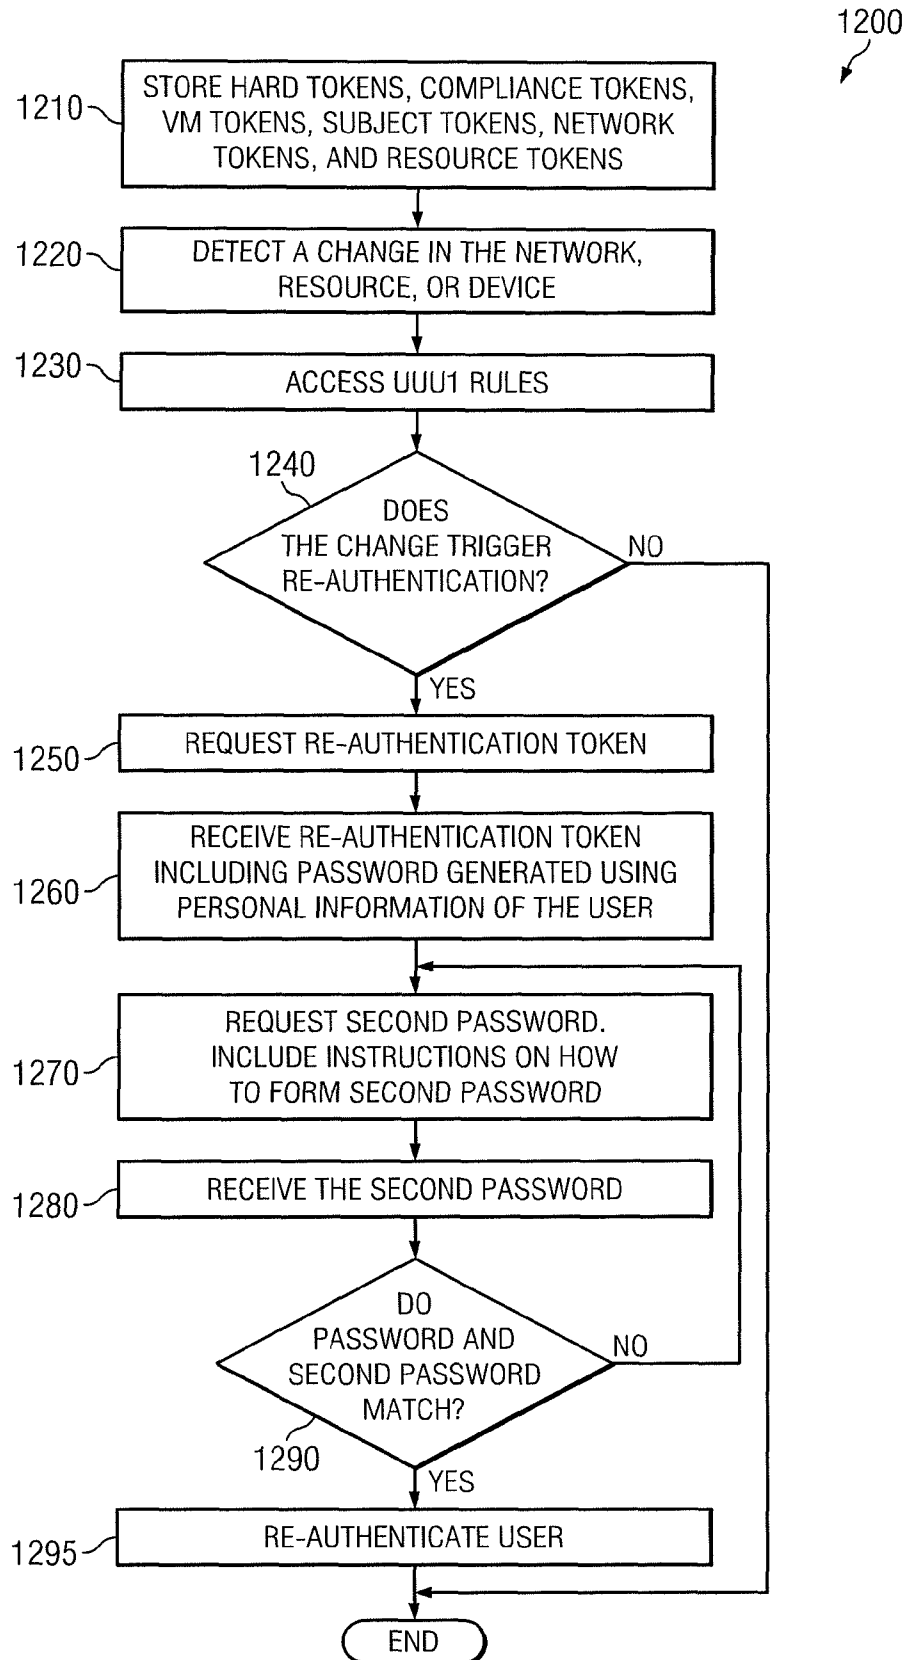 1200
1210
STORE HARD TOKENS, COMPLIANCE TOKENS,
VM TOKENS, SUBJECT TOKENS, NETWORK
TOKENS, AND RESOURCE TOKENS
1220
DETECT A CHANGE IN THE NETWORK,
RESOURCE, OR DEVICE
1230
ACCESS UUU1 RULES
1240
DOES
THE CHANGE TRIGGER
RE-AUTHENTICATION?
NO
YES
1250
REQUEST RE-AUTHENTICATION TOKEN
1260
RECEIVE RE-AUTHENTICATION TOKEN
INCLUDING PASSWORD GENERATED USING
PERSONAL INFORMATION OF THE USER
1270
REQUEST SECOND PASSWORD.
INCLUDE INSTRUCTIONS ON HOW
TO FORM SECOND PASSWORD
1280
RECEIVE THE SECOND PASSWORD
DO
PASSWORD AND
SECOND PASSWORD
MATCH?
NO
1290
YES
1295
RE-AUTHENTICATE USER
END